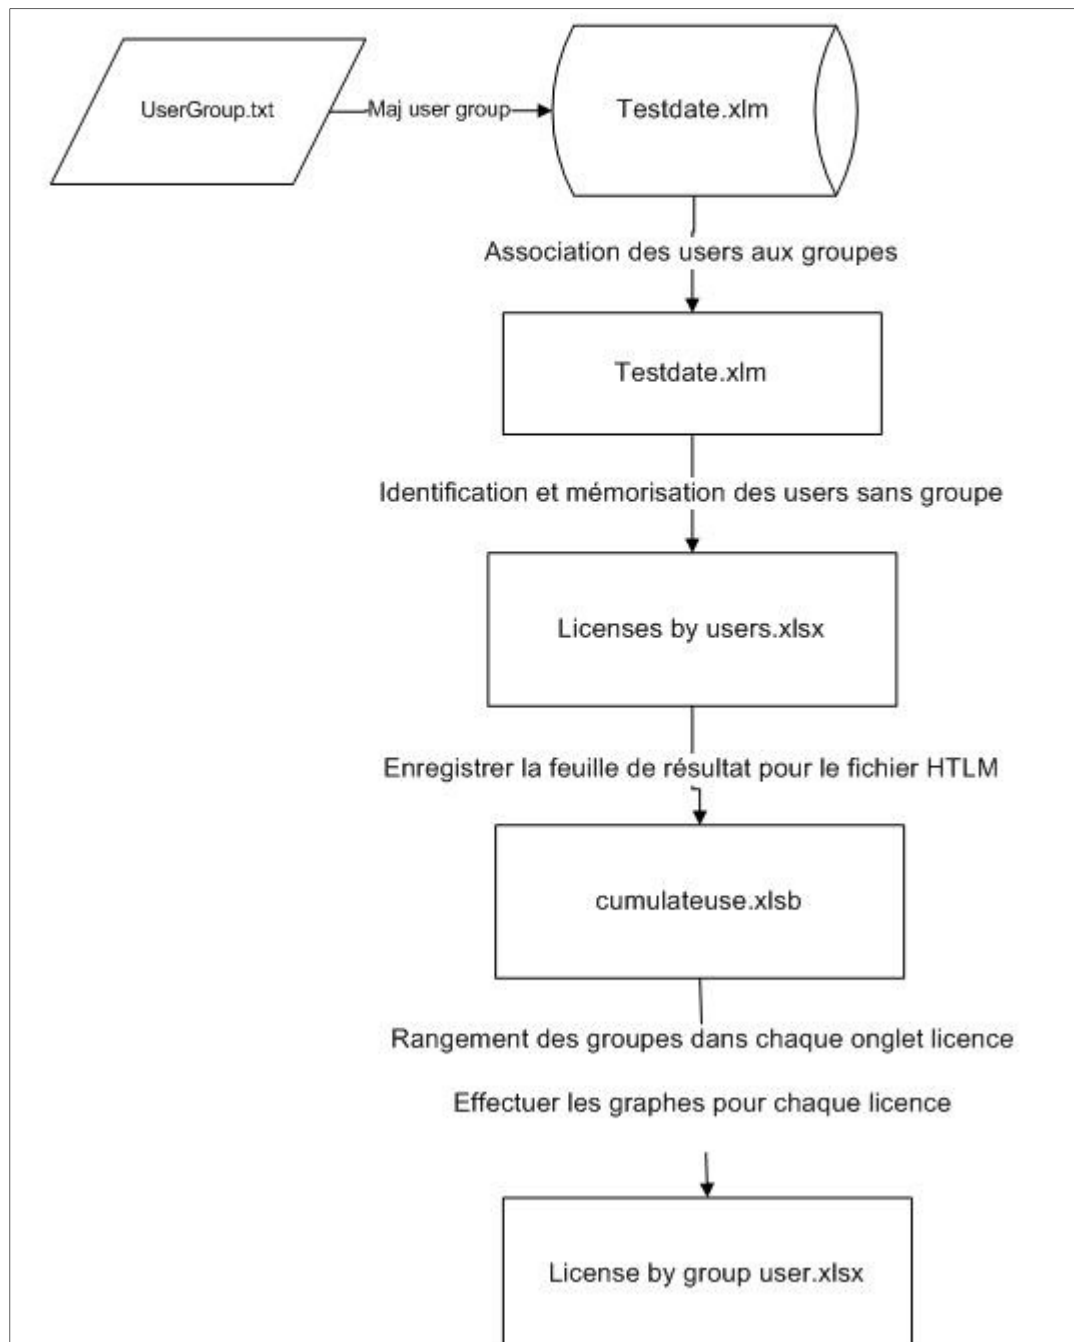 UserGroup.txt
Maj user group
Testdate.xlm
Association des users aux groupes
Testdate.xlm
Identification et mémorisation des users sans groupe
Licenses by users.xlsx
Enregistrer la feuille de résultat pour le fichier HTLM
cumulateuse.xlsb
Rangement des groupes dans chaque onglet licence
Effectuer les graphes pour chaque licence
License by group user.xlsx